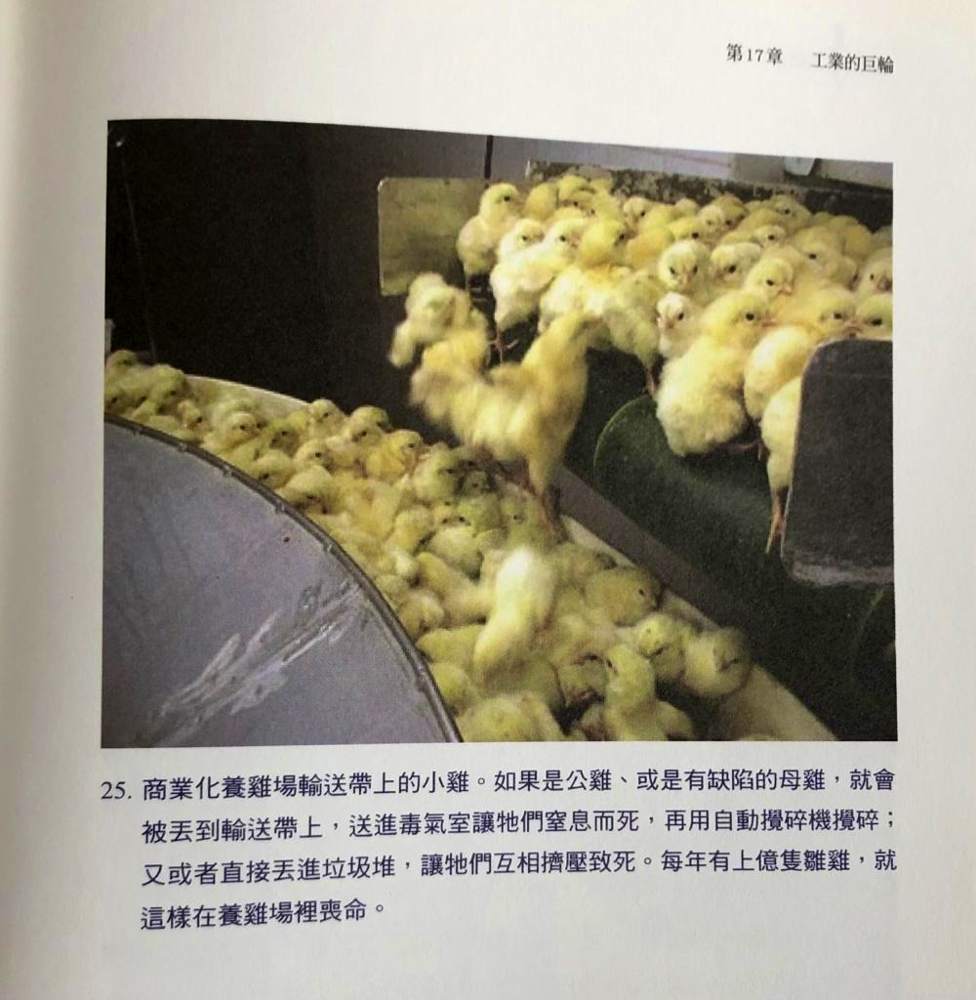 第17章 工業的巨輪
25. 商業化養雞場輸送帶上的小雞。如果是公雞、或是有缺陷的母雞，就會
被丟到輸送帶上，送進毒氣室讓牠們窒息而死，再用自動攪碎機攪碎；
又或者直接丟進垃圾堆，讓牠們互相擠壓致死。每年有上億隻雛雞，就
這樣在養雞場裡喪命。